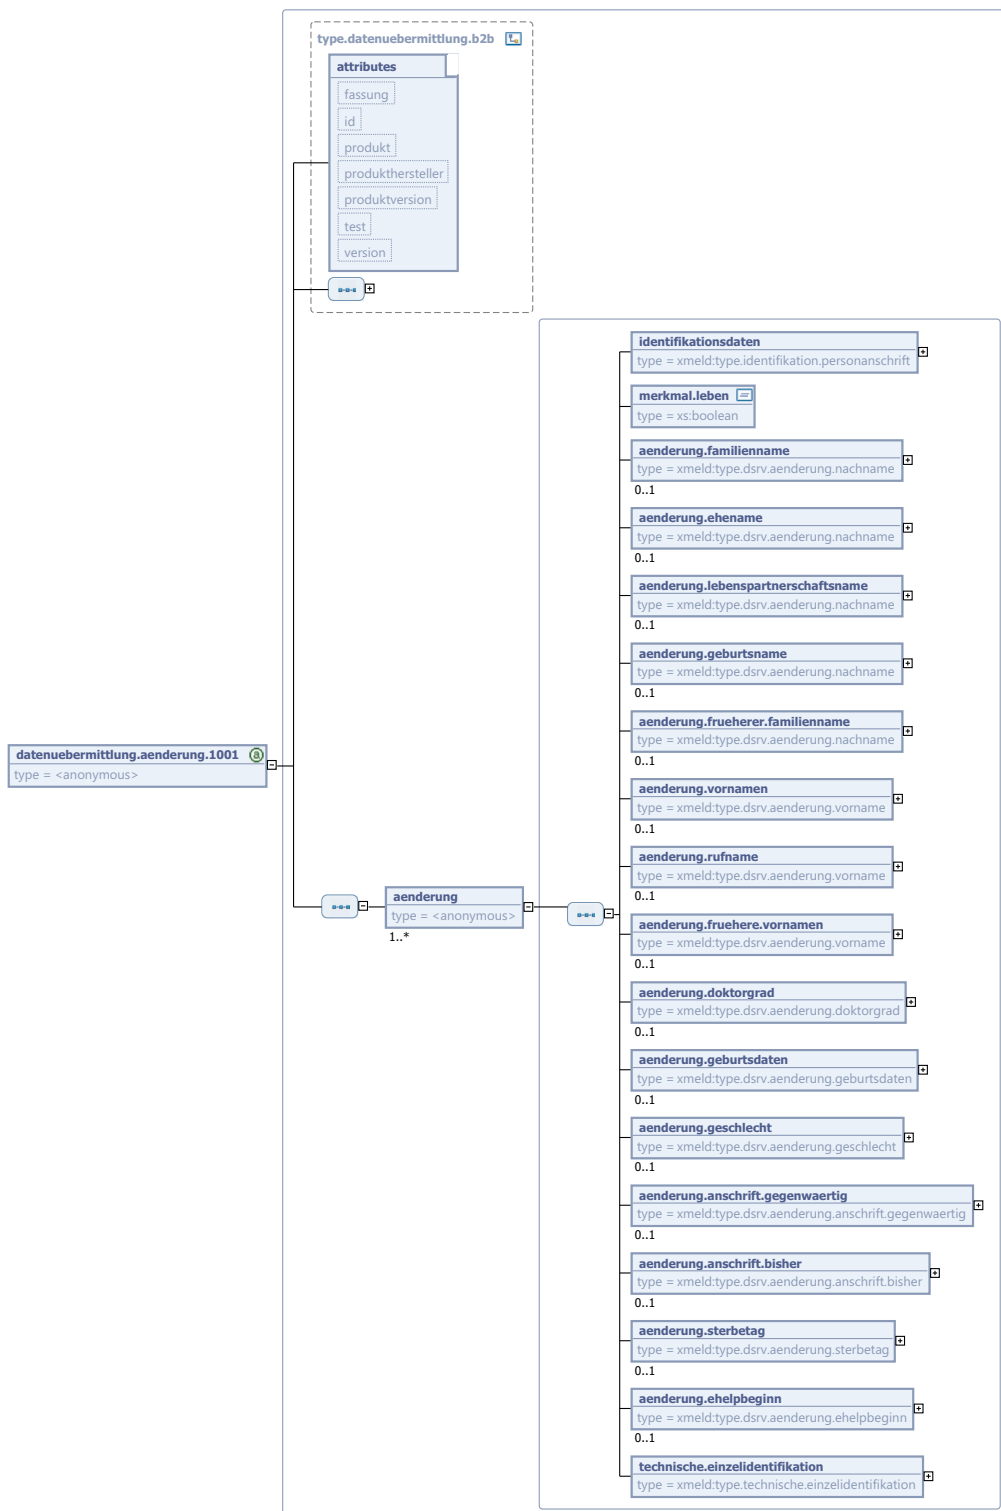 type.datenuebermittlung.b2b
attributes
fassung
id
produkt
produkthersteller
produktversion
test
version
datenuebermittlung.aenderung.1001
type = <anonymous>
aenderung
type = <anonymous>
1..*
identifikationsdaten
type = xmeld:type.identifikation.personanschrift
merkmal.leben
type = xs:boolean
aenderung.familienname
type = xmeld:type.dsrv.aenderung.nachname
0..1
aenderung.ehename
type = xmeld:type.dsrv.aenderung.nachname
0..1
aenderung.lebenspartnerschaftsname
type = xmeld:type.dsrv.aenderung.nachname
0..1
aenderung.geburtsname
type = xmeld:type.dsrv.aenderung.nachname
0..1
aenderung.frueherer.familienname
type = xmeld:type.dsrv.aenderung.nachname
0..1
aenderung.vornamen
type = xmeld:type.dsrv.aenderung.vorname
0..1
aenderung.rufname
type = xmeld:type.dsrv.aenderung.vorname
0..1
aenderung.fruehere.vornamen
type = xmeld:type.dsrv.aenderung.vorname
0..1
aenderung.doktorgrad
type = xmeld:type.dsrv.aenderung.doktorgrad
0..1
aenderung.geburtsdaten
type = xmeld:type.dsrv.aenderung.geburtsdaten
0..1
aenderung.geschlecht
type = xmeld:type.dsrv.aenderung.geschlecht
0..1
aenderung.anschrift.gegenwaertig
type = xmeld:type.dsrv.aenderung.anschrift.gegenwaertig
0..1
aenderung.anschrift.bisher
type = xmeld:type.dsrv.aenderung.anschrift.bisher
0..1
aenderung.sterbetag
type = xmeld:type.dsrv.aenderung.sterbetag
0..1
aenderung.ehelpbeginn
type = xmeld:type.dsrv.aenderung.ehelpbeginn
0..1
technische.einzelidentifikation
type = xmeld:type.technische.einzelidentifikation